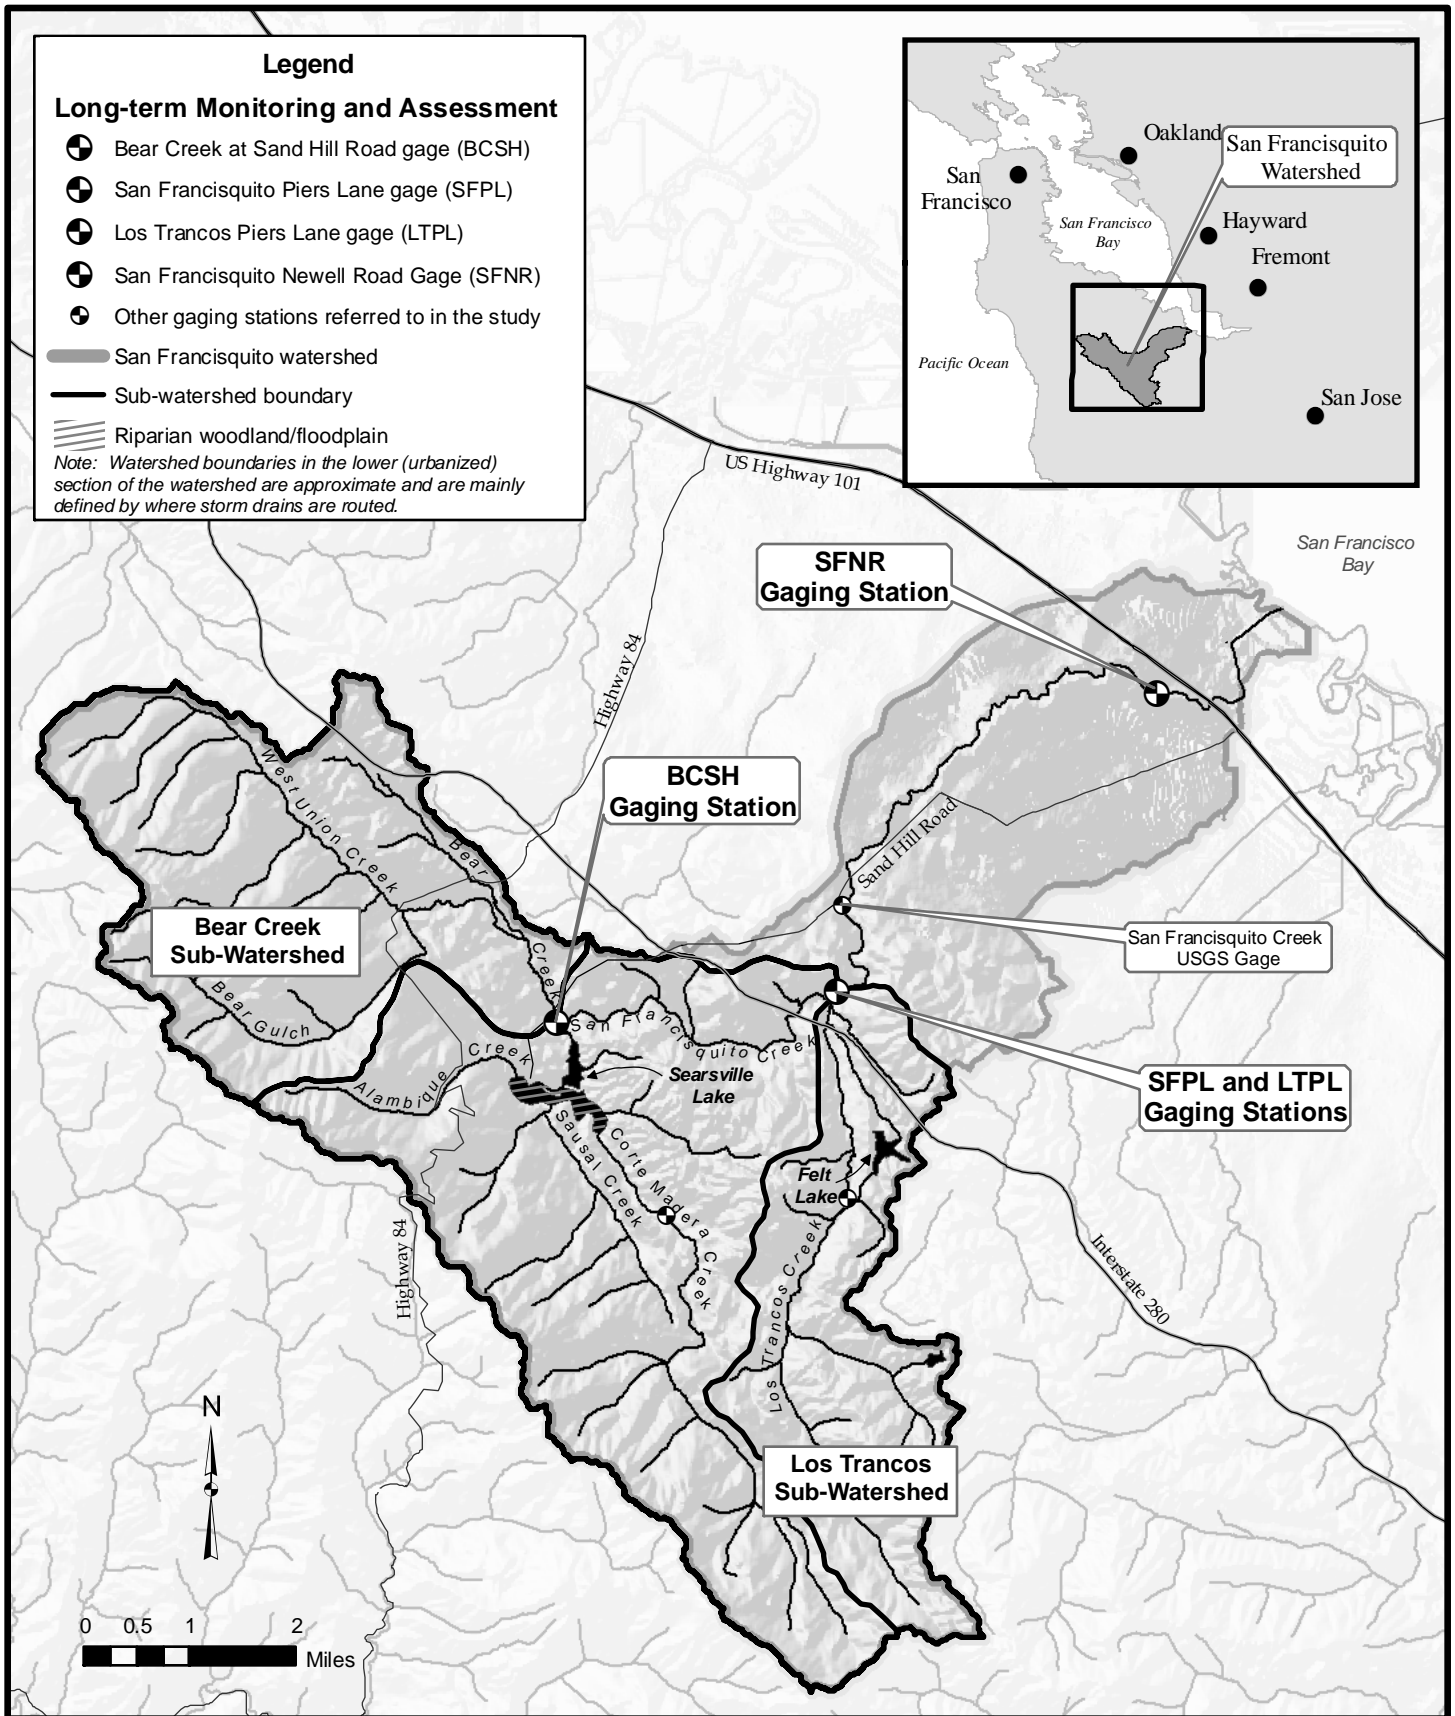 Legend
Long-term Monitoring and Assessment
Bear Creek at Sand Hill Road gage (BCSH)
San Francisquito Piers Lane gage (SFPL)
Los Trancos Piers Lane gage (LTPL)
San Francisquito Newell Road Gage (SFNR)
Other gaging stations referred to in the study
San Francisquito watershed
Sub-watershed boundary
Riparian woodland/floodplain
Note: Watershed boundaries in the lower (urbanized)
section of the watershed are approximate and are mainly
defined by where storm drains are routed.
Oakland
San Francisquito
Watershed
San
Francisco
San Francisco
Bay
Hayward
Fremont
Pacific Ocean
San Jose
US Highway 101
San Francisco
Bay
SFNR
Gaging Station
Highway 84
BCSH
Gaging Station
West Union Creek
Bear
Creek
Sand Hill Road
Bear Creek
Sub-Watershed
San Francisquito Creek
USGS Gage
Bear Gulch
San Francisquito Creek
Alambique
Creek
Searsville
Lake
SFPL and LTPL
Gaging Stations
Sausal Creek
Corte Madera Creek
Felt
Lake
Los Trancos Creek
Highway 84
Interstate 280
Los Trancos
Sub-Watershed
N
0 0.5 1 2
Miles